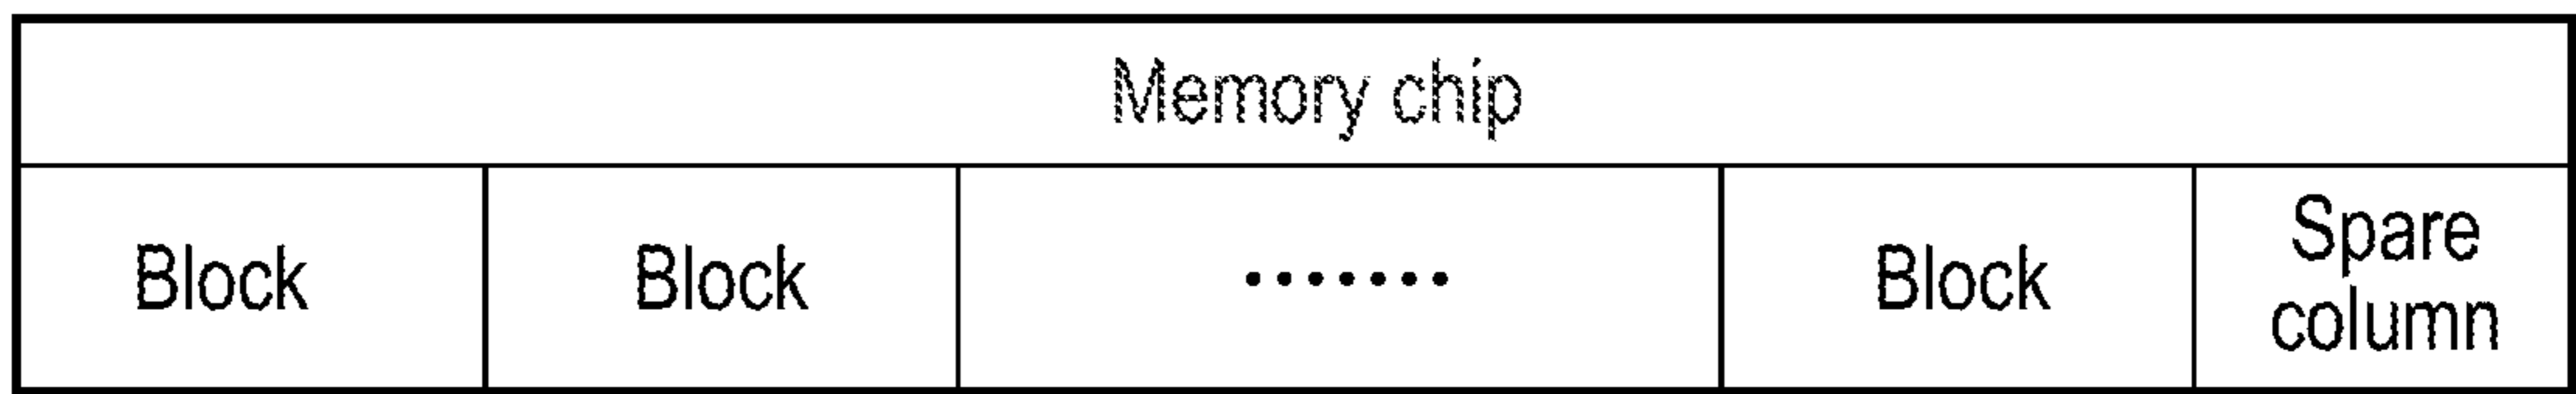 Memory chip
Block
Block
.......
Block
Spare
column